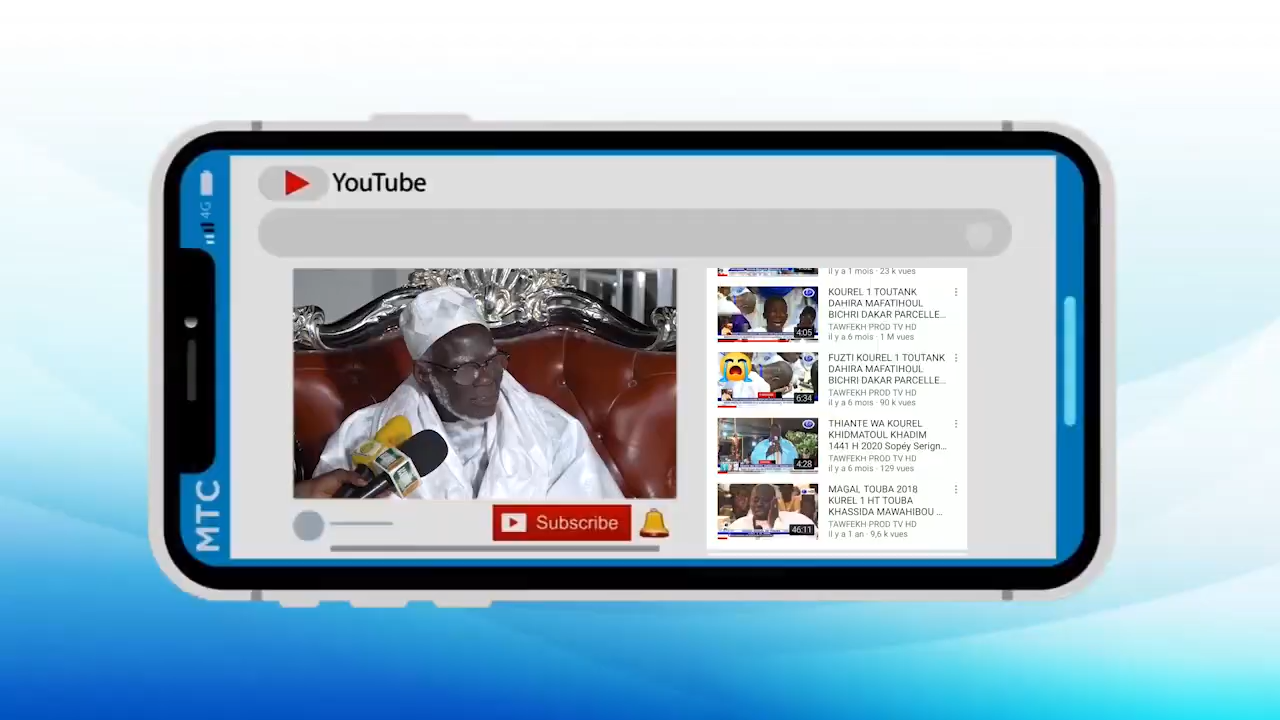 4G
MTC
YouTube
Subscribe
il y a 1 mois · 23 k vues
KOUREL 1 TOUTANK
DAHIRA MAFATIHOUL
BICHRI DAKAR PARCELLE...
TAWFEKH PROD TV HD
il y a 6 mois · 1 M vues
4:05
FUZTI KOUREL 1 TOUTANK
DAHIRA MAFATIHOUL
BICHRI DAKAR PARCELLE...
TAWFEKH PROD TV HD
il y a 6 mois · 90 k vues
6:34
THIANTE WA KOUREL
KHIDMATOUL KHADIM
1441 H 2020 Sopéy Serign...
TAWFEKH PROD TV HD
il y a 6 mois · 129 vues
4:28
MAGAL TOUBA 2018
KUREL 1 HT TOUBA
KHASSIDA MAWAHIBOU ...
TAWFEKH PROD TV HD
il y a 1 an · 9,6 k vues
46:11